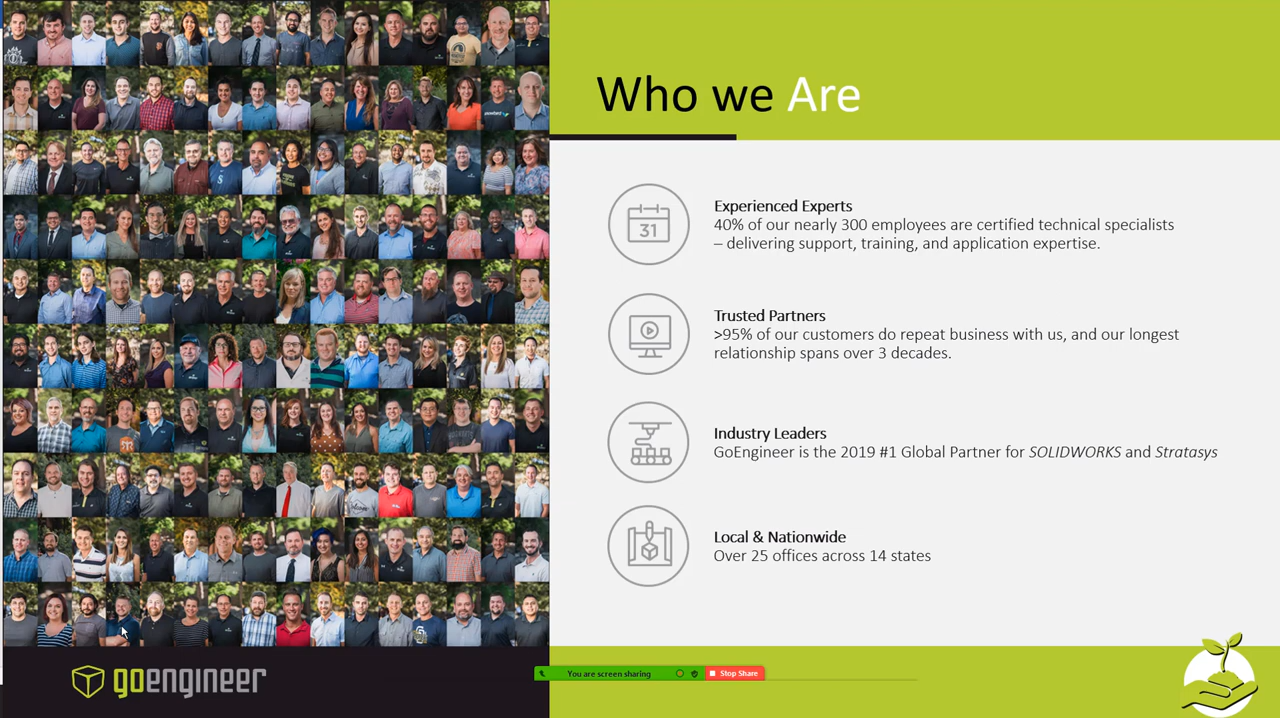 Who we Are
31
Experienced Experts
40% of our nearly 300 employees are certified technical specialists
– delivering support, training, and application expertise.
Trusted Partners
>95% of our customers do repeat business with us, and our longest
relationship spans over 3 decades.
Industry Leaders
GoEngineer is the 2019 #1 Global Partner for SOLIDWORKS and Stratasys
Local & Nationwide
Over 25 offices across 14 states
goengineer
You are screen sharing
Stop Share